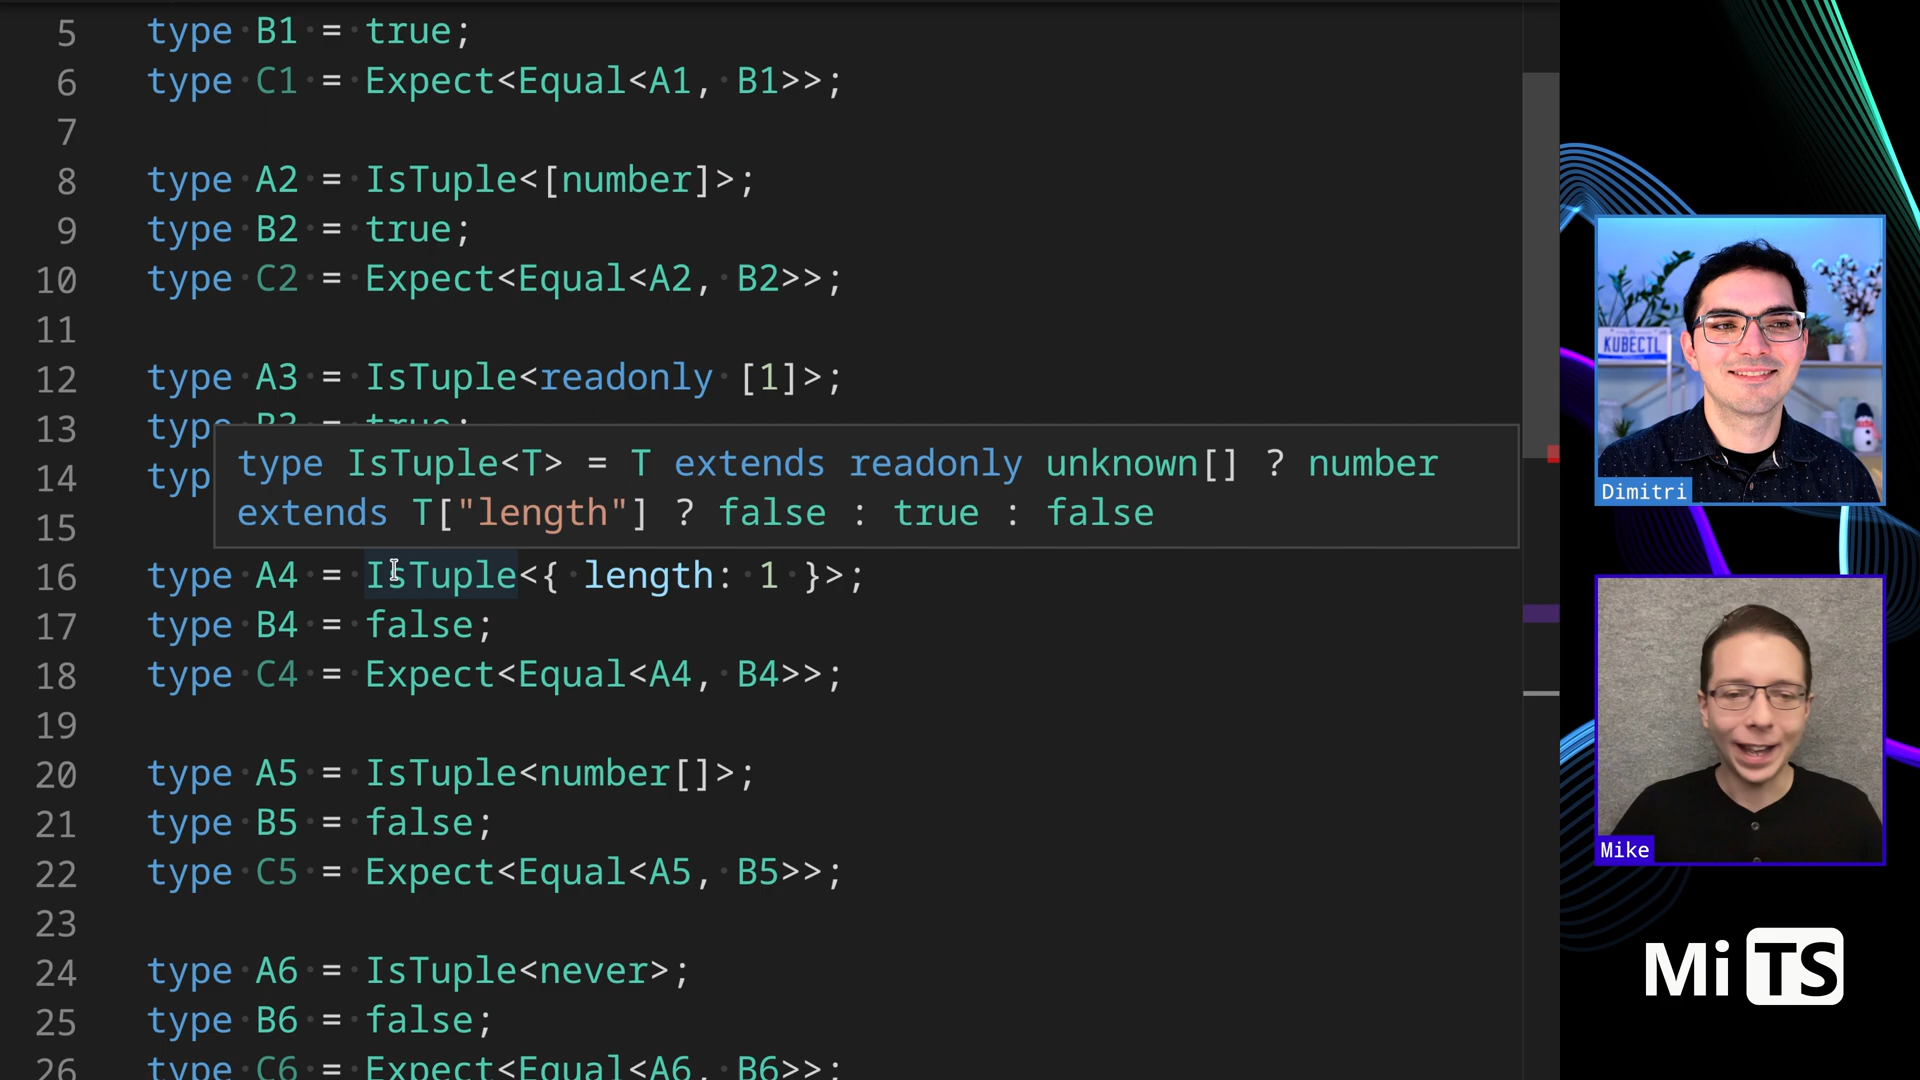 5 type B1 = true;
6 type C1 = Expect<Equal<A1, B1>>;
7
8 type A2 = IsTuple<[number]>;
9 type B2 = true;
10 type C2 = Expect<Equal<A2, B2>>;
11
12 type A3 = IsTuple<readonly [1]>;
13 type B3 = true;
14 typ
type IsTuple<T> = T extends readonly unknown[] ? number
extends T["length"] ? false : true : false
15
16 type A4 = IsTuple<{ length: 1 }>;
17 type B4 = false;
18 type C4 = Expect<Equal<A4, B4>>;
19
20 type A5 = IsTuple<number[]>;
21 type B5 = false;
22 type C5 = Expect<Equal<A5, B5>>;
23
24 type A6 = IsTuple<never>;
25 type B6 = false;
26 type C6 = Expect<Equal<A6, B6>>;
KUBECTL
Dimitri
Mike
Mi TS